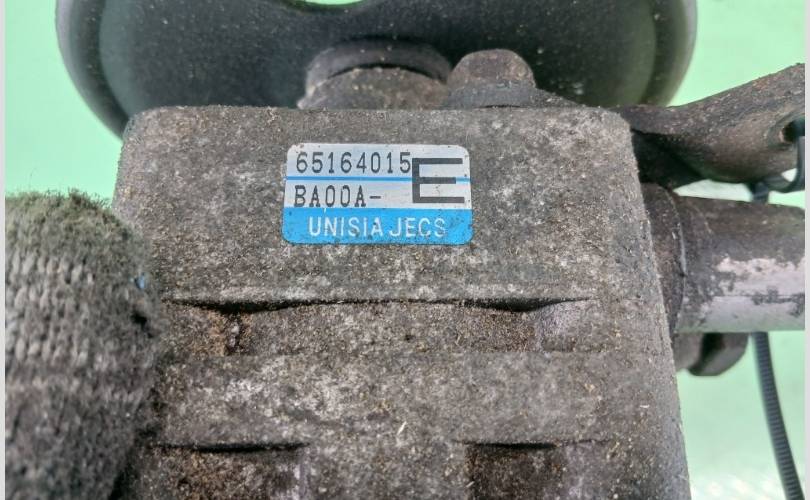 65164015
BA00A-
E
UNISIA JECS